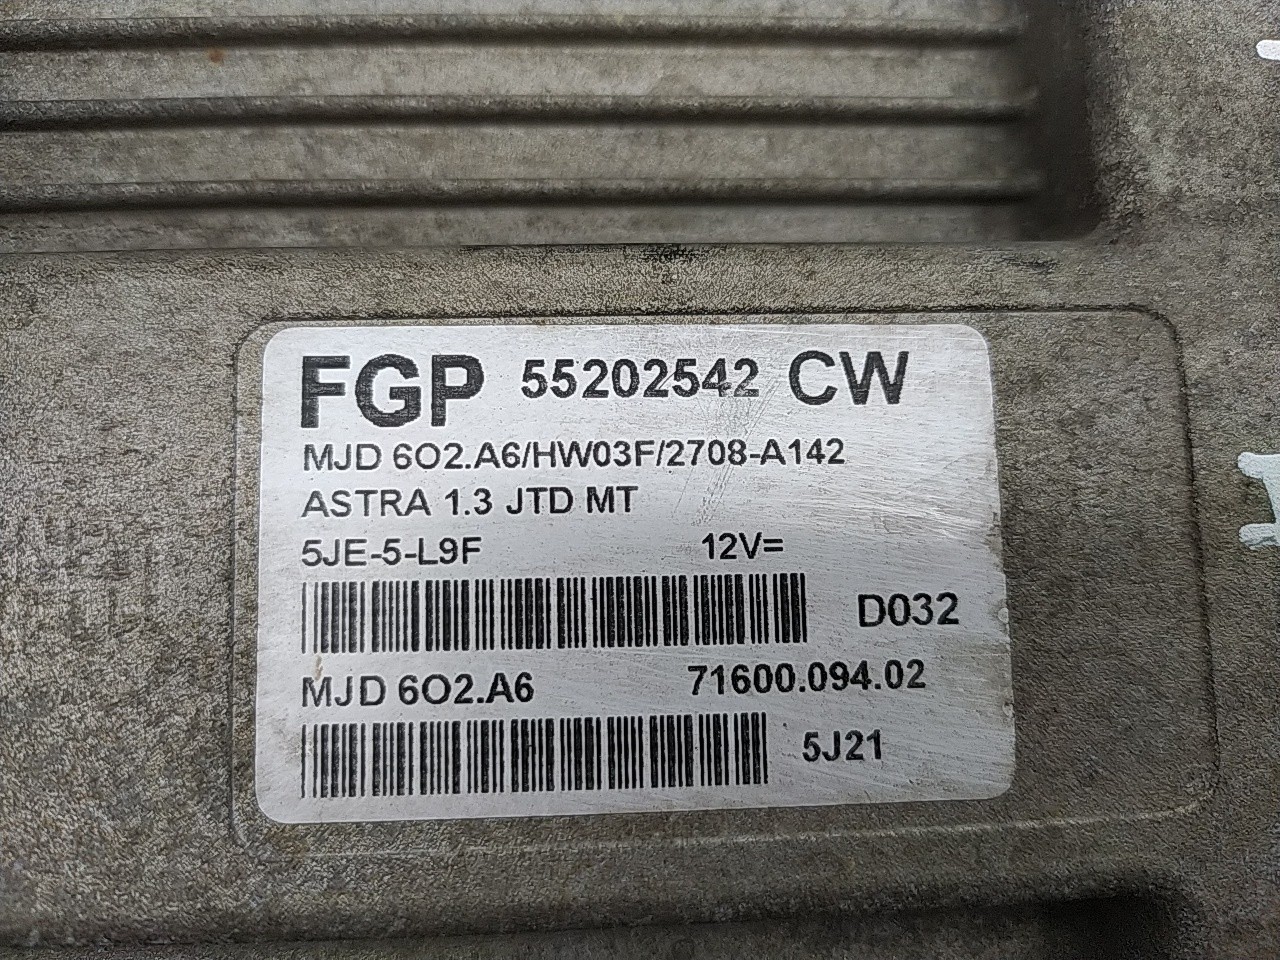 FGP 55202542 CW
MJD 6O2.A6/HW03F/2708-A142
ASTRA 1.3 JTD MT
5JE-5-L9F 12V=
D032
MJD 6O2.A6 71600.094.02
5J21